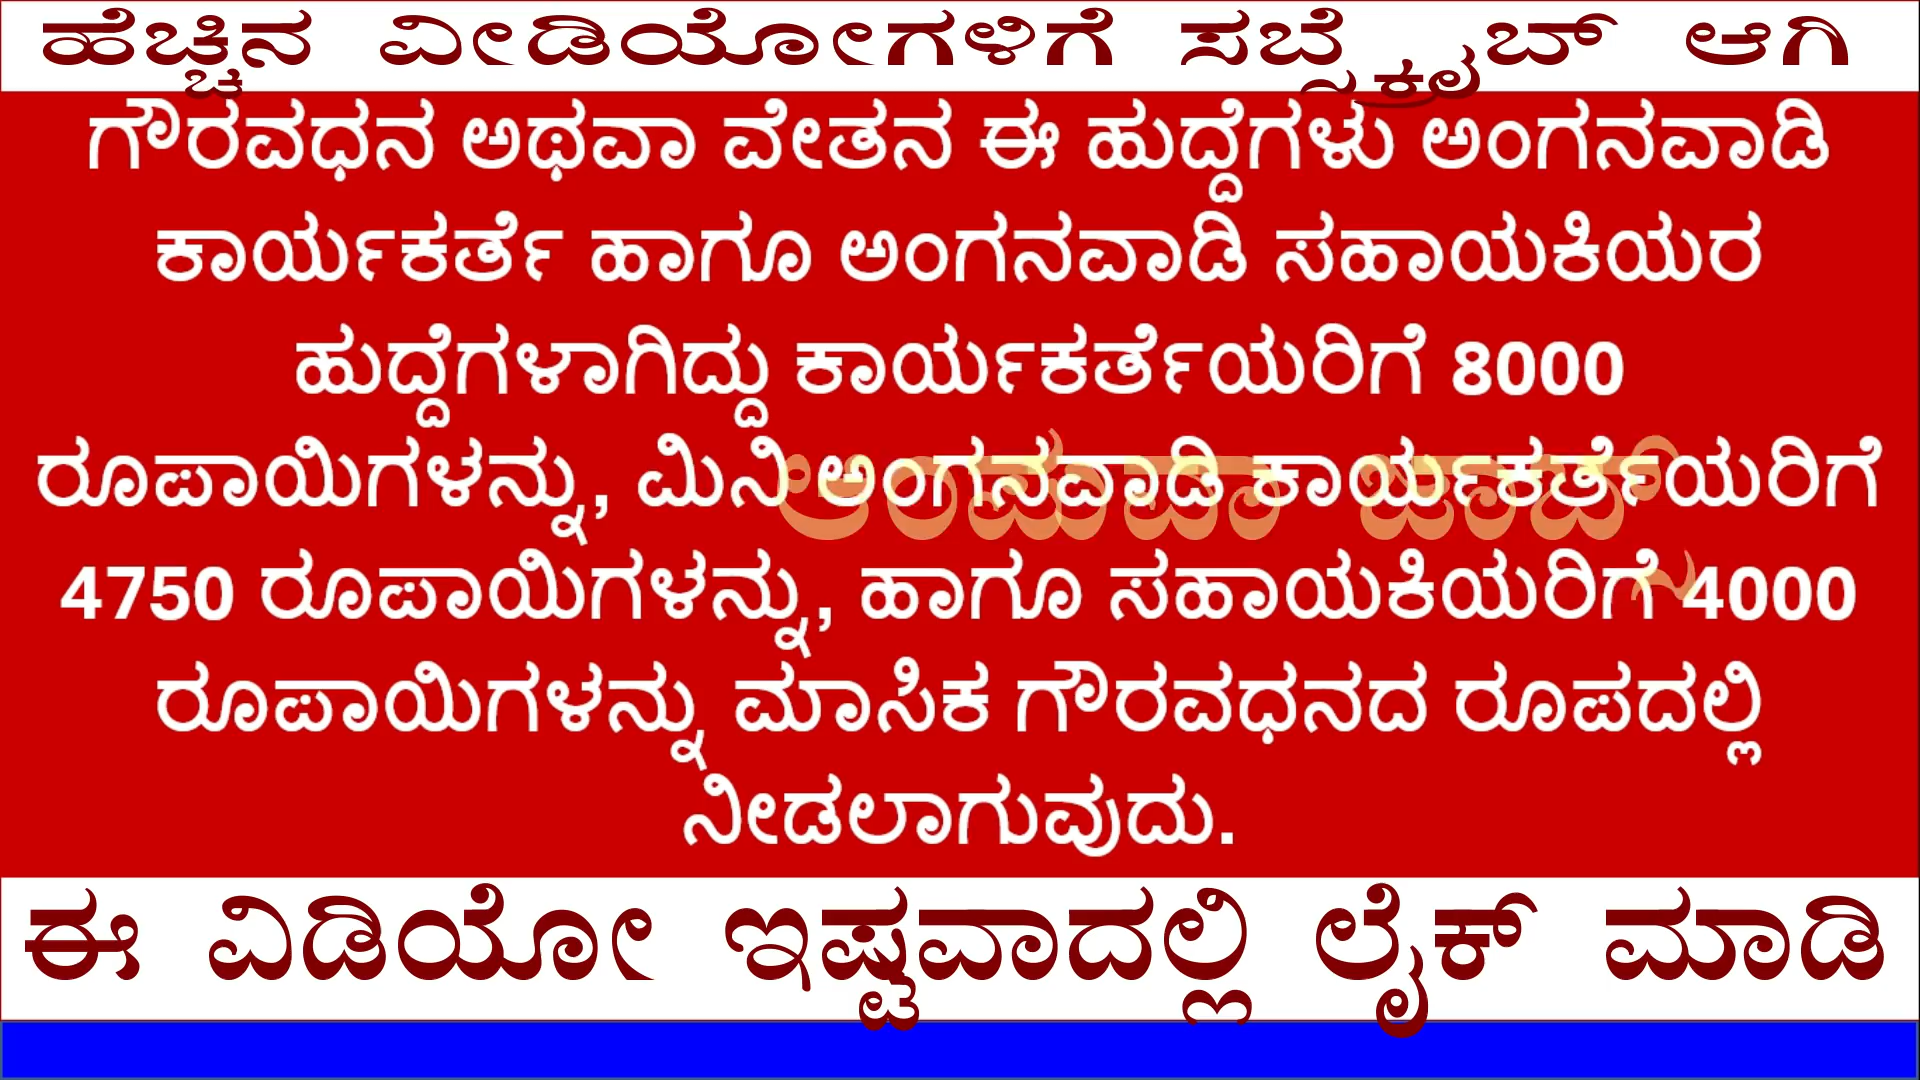 ಹೆಚ್ಚಿನ ವೀಡಿಯೋಗಳಿಗೆ ಸಬ್ಸ್ಕ್ರೈಬ್ ಆಗಿ
ಗೌರವಧನ ಅಥವಾ ವೇತನ ಈ ಹುದ್ದೆಗಳು ಅಂಗನವಾಡಿ
ಕಾರ್ಯಕರ್ತೆ ಹಾಗೂ ಅಂಗನವಾಡಿ ಸಹಾಯಕಿಯರ
ಹುದ್ದೆಗಳಾಗಿದ್ದು ಕಾರ್ಯಕರ್ತೆಯರಿಗೆ 8000
ರೂಪಾಯಿಗಳನ್ನು, ಮಿನಿ ಅಂಗನವಾಡಿ ಕಾರ್ಯಕರ್ತೆಯರಿಗೆ
4750 ರೂಪಾಯಿಗಳನ್ನು, ಹಾಗೂ ಸಹಾಯಕಿಯರಿಗೆ 4000
ರೂಪಾಯಿಗಳನ್ನು ಮಾಸಿಕ ಗೌರವಧನದ ರೂಪದಲ್ಲಿ
ನೀಡಲಾಗುವುದು.
ಈ ವಿಡಿಯೋ ಇಷ್ಟವಾದಲ್ಲಿ ಲೈಕ್ ಮಾಡಿ